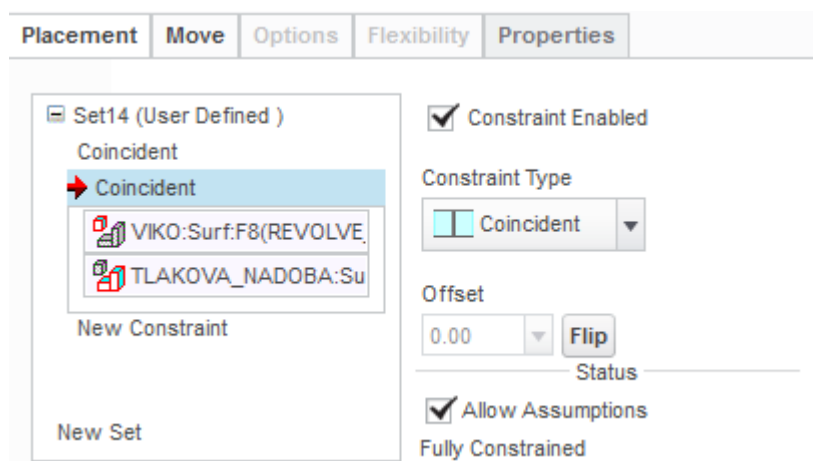 Placement Move Options Flexibility Properties
Set14 (User Defined )
Coincident
Coincident
VIKO:Surf:F8(REVOLVE_
TLAKOVA_NADOBA:Su
New Constraint
New Set
Constraint Enabled
Constraint Type
Coincident
Offset
0.00 Flip
Status
Allow Assumptions
Fully Constrained